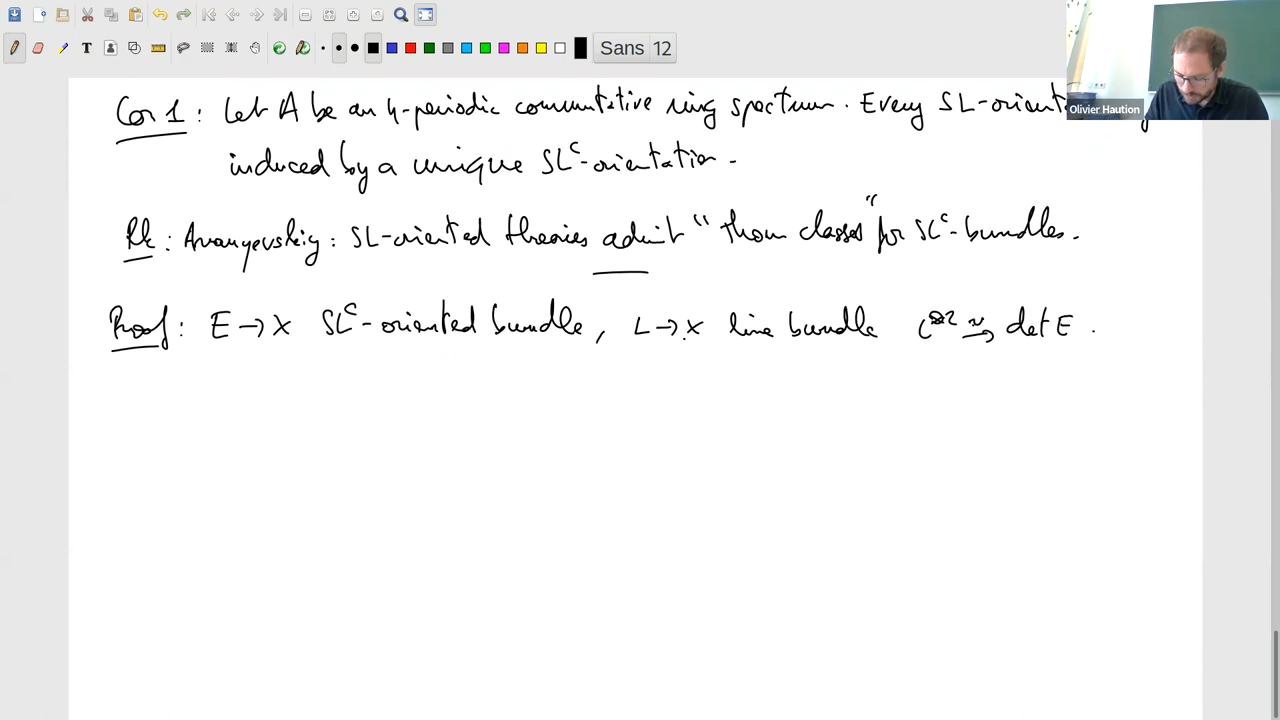 Sans 12
Olivier Haution
Cor 1 : Let A be an η-periodic commutative ring spectrum. Every SL-orient
induced by a unique SL^c-orientation.
Rk : Ananyevskiy : SL-oriented theories admit "thom classes" for SL^c-bundles.
Proof : E → X SL^c-oriented bundle, L → X line bundle L^{⊗2} ≃→ det E .